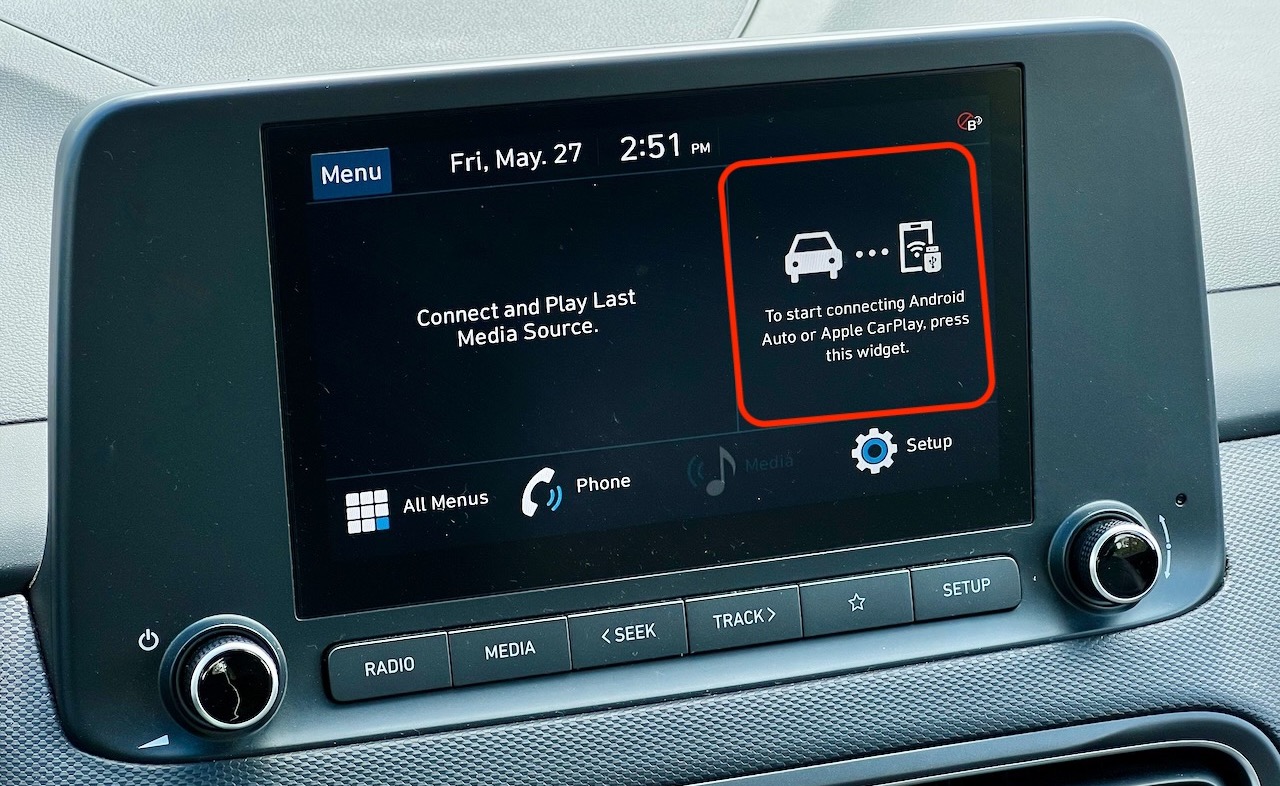 Menu
Fri, May. 27
2:51 PM
B
Connect and Play Last
Media Source.
To start connecting Android
Auto or Apple CarPlay, press
this widget.
All Menus
Phone
Media
Setup
RADIO
MEDIA
< SEEK
TRACK >
SETUP